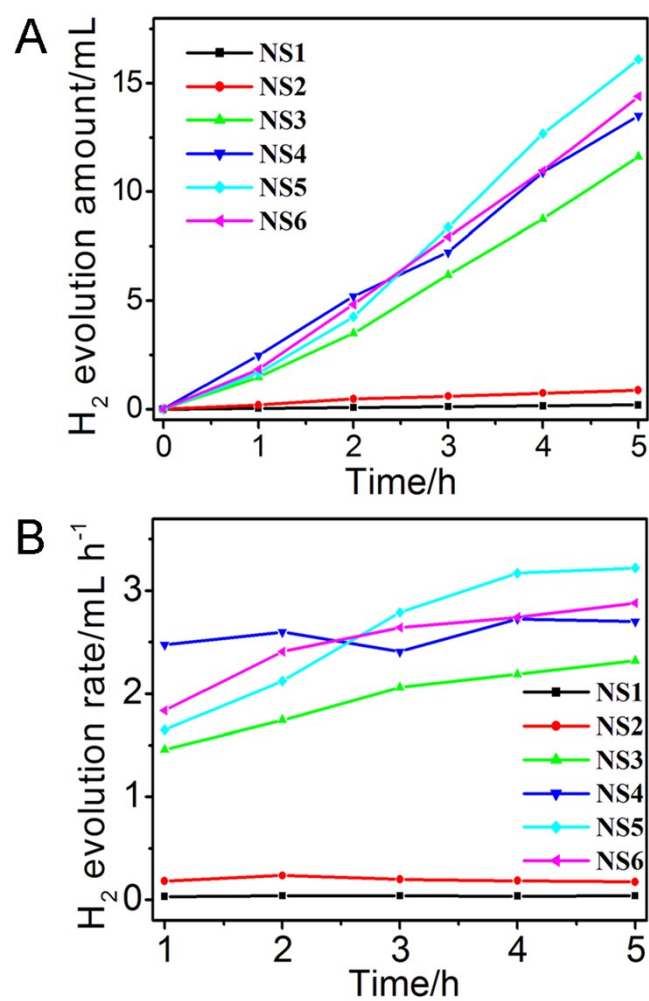 A
H2 evolution amount/mL
15
10
5
0
NS1
NS2
NS3
NS4
NS5
NS6
0 1 2 3 4 5
Time/h
B
H2 evolution rate/mL h-1
3
2
1
0
NS1
NS2
NS3
NS4
NS5
NS6
1 2 3 4 5
Time/h